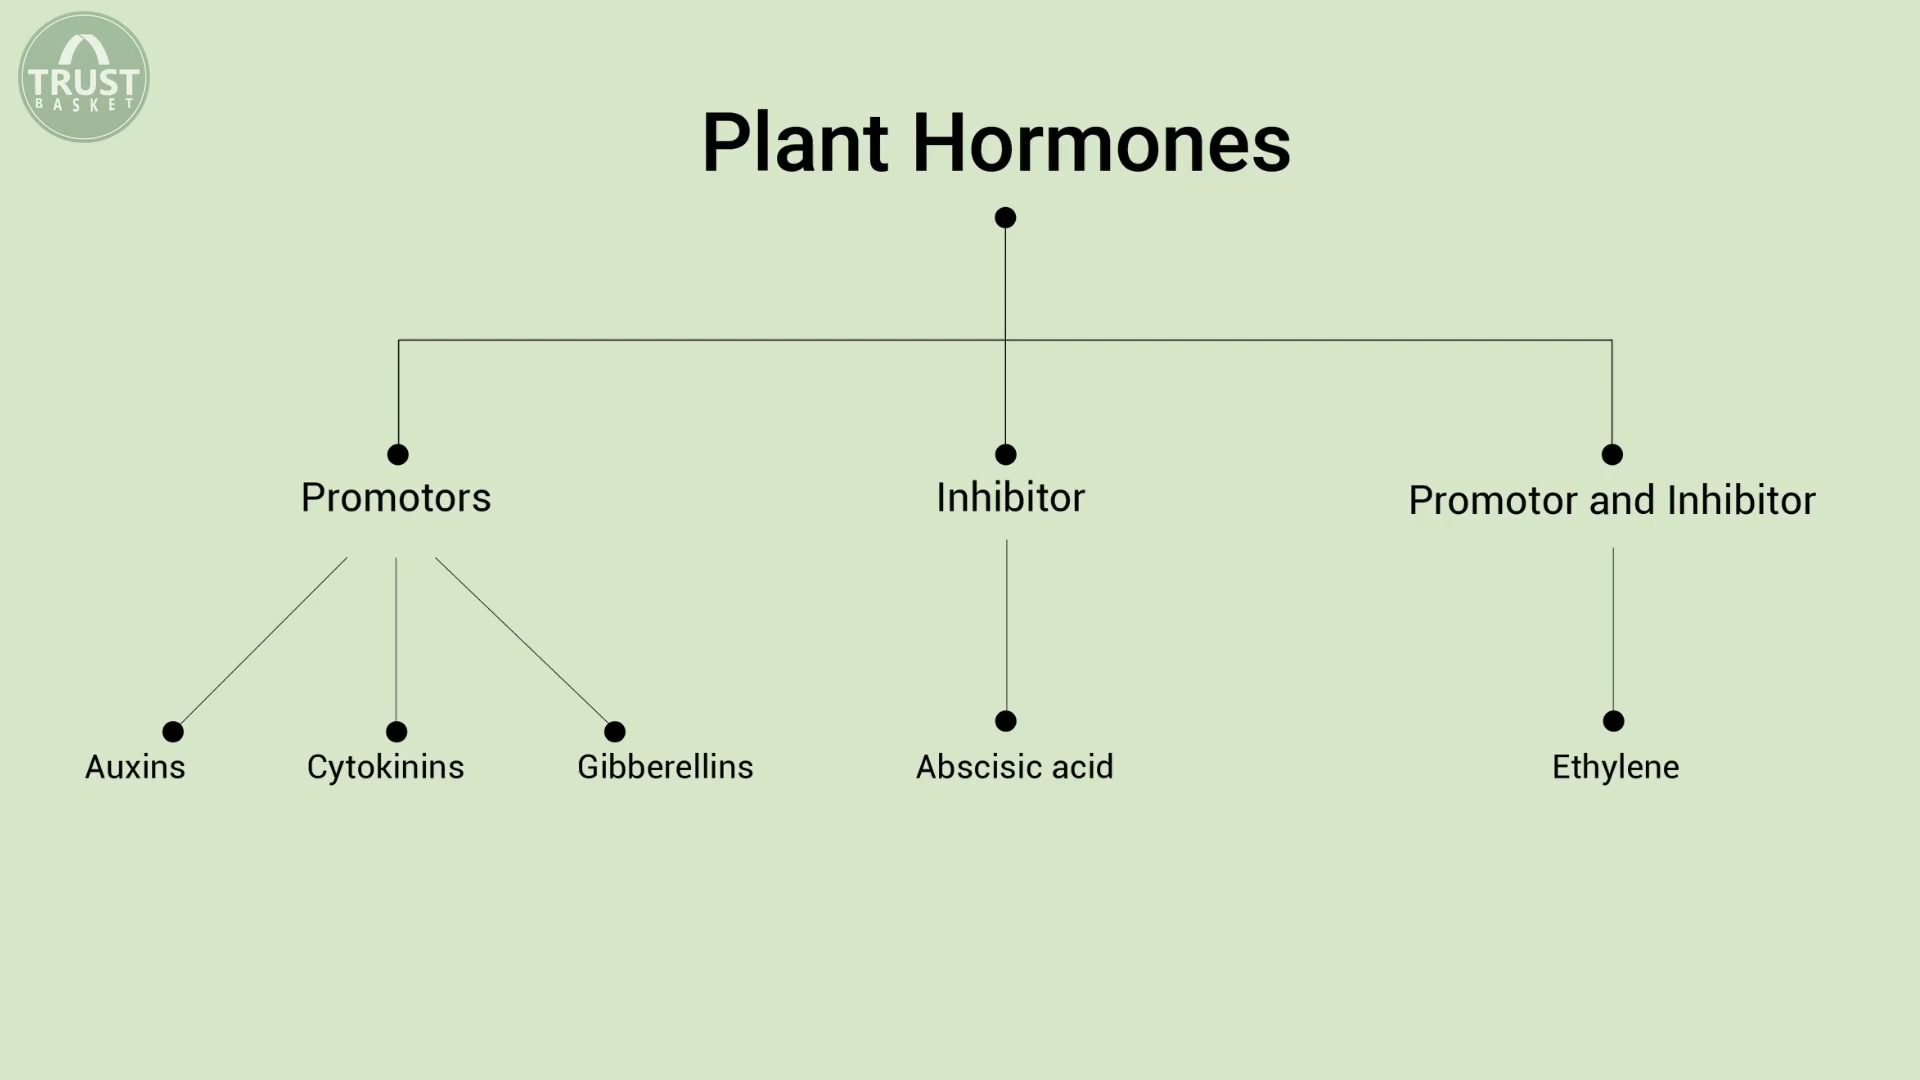 TRUST
BASKET
Plant Hormones
Promotors
Inhibitor
Promotor and Inhibitor
Auxins
Cytokinins
Gibberellins
Abscisic acid
Ethylene